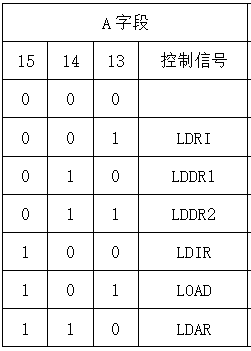 A字段
15 14 13 控制信号
0 0 0
0 0 1 LDRI
0 1 0 LDDR1
0 1 1 LDDR2
1 0 0 LDIR
1 0 1 LOAD
1 1 0 LDAR